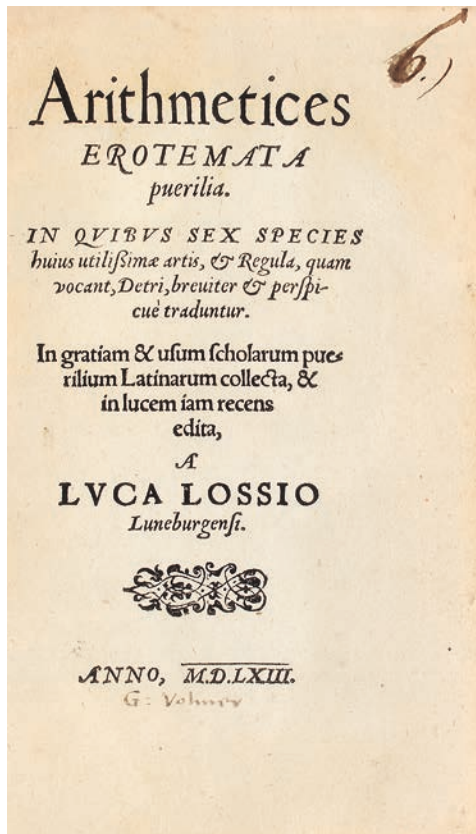 6.)
Arithmetices
EROTEMATA
puerilia.
IN QVIBVS SEX SPECIES
huius utilißimæ artis, & Regula, quam
vocant, Detri, breuiter & perſpi-
cuè traduntur.
In gratiam & uſum ſcholarum pue-
rilium Latinarum collecta, &
in lucem iam recens
edita,
A
LVCA LOSSIO
Luneburgenſi.
ANNO, M.D.LXIII.
G: Vohmer